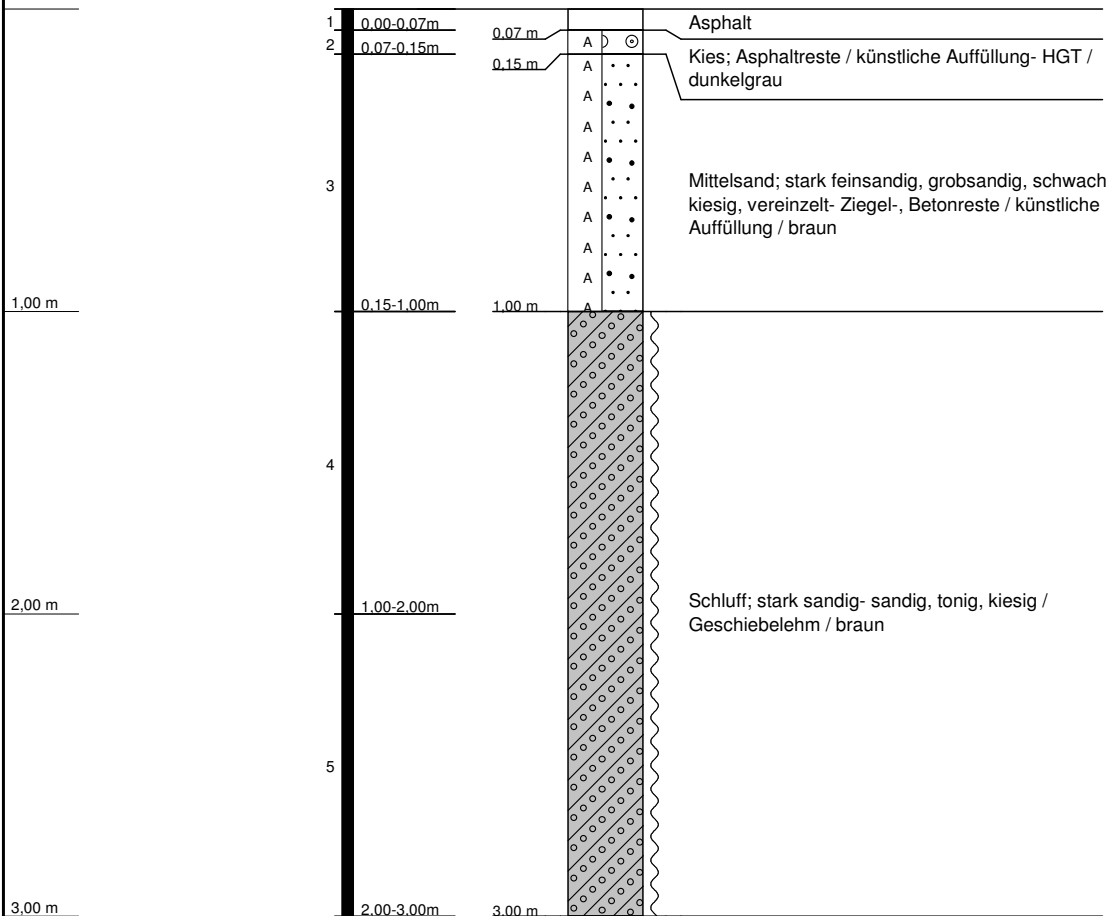 1 0,00-0,07m
Asphalt
0,07 m
A
2 0,07-0,15m
Kies; Asphaltreste / künstliche Auffüllung- HGT /
dunkelgrau
0,15 m
A
A
A
A
3
Mittelsand; stark feinsandig, grobsandig, schwach
kiesig, vereinzelt- Ziegel-, Betonreste / künstliche
Auffüllung / braun
A
A
A
A
A
1,00 m
0,15-1,00m
1,00 m
4
2,00 m
1,00-2,00m
Schluff; stark sandig- sandig, tonig, kiesig /
Geschiebelehm / braun
5
3,00 m
2,00-3,00m
3,00 m